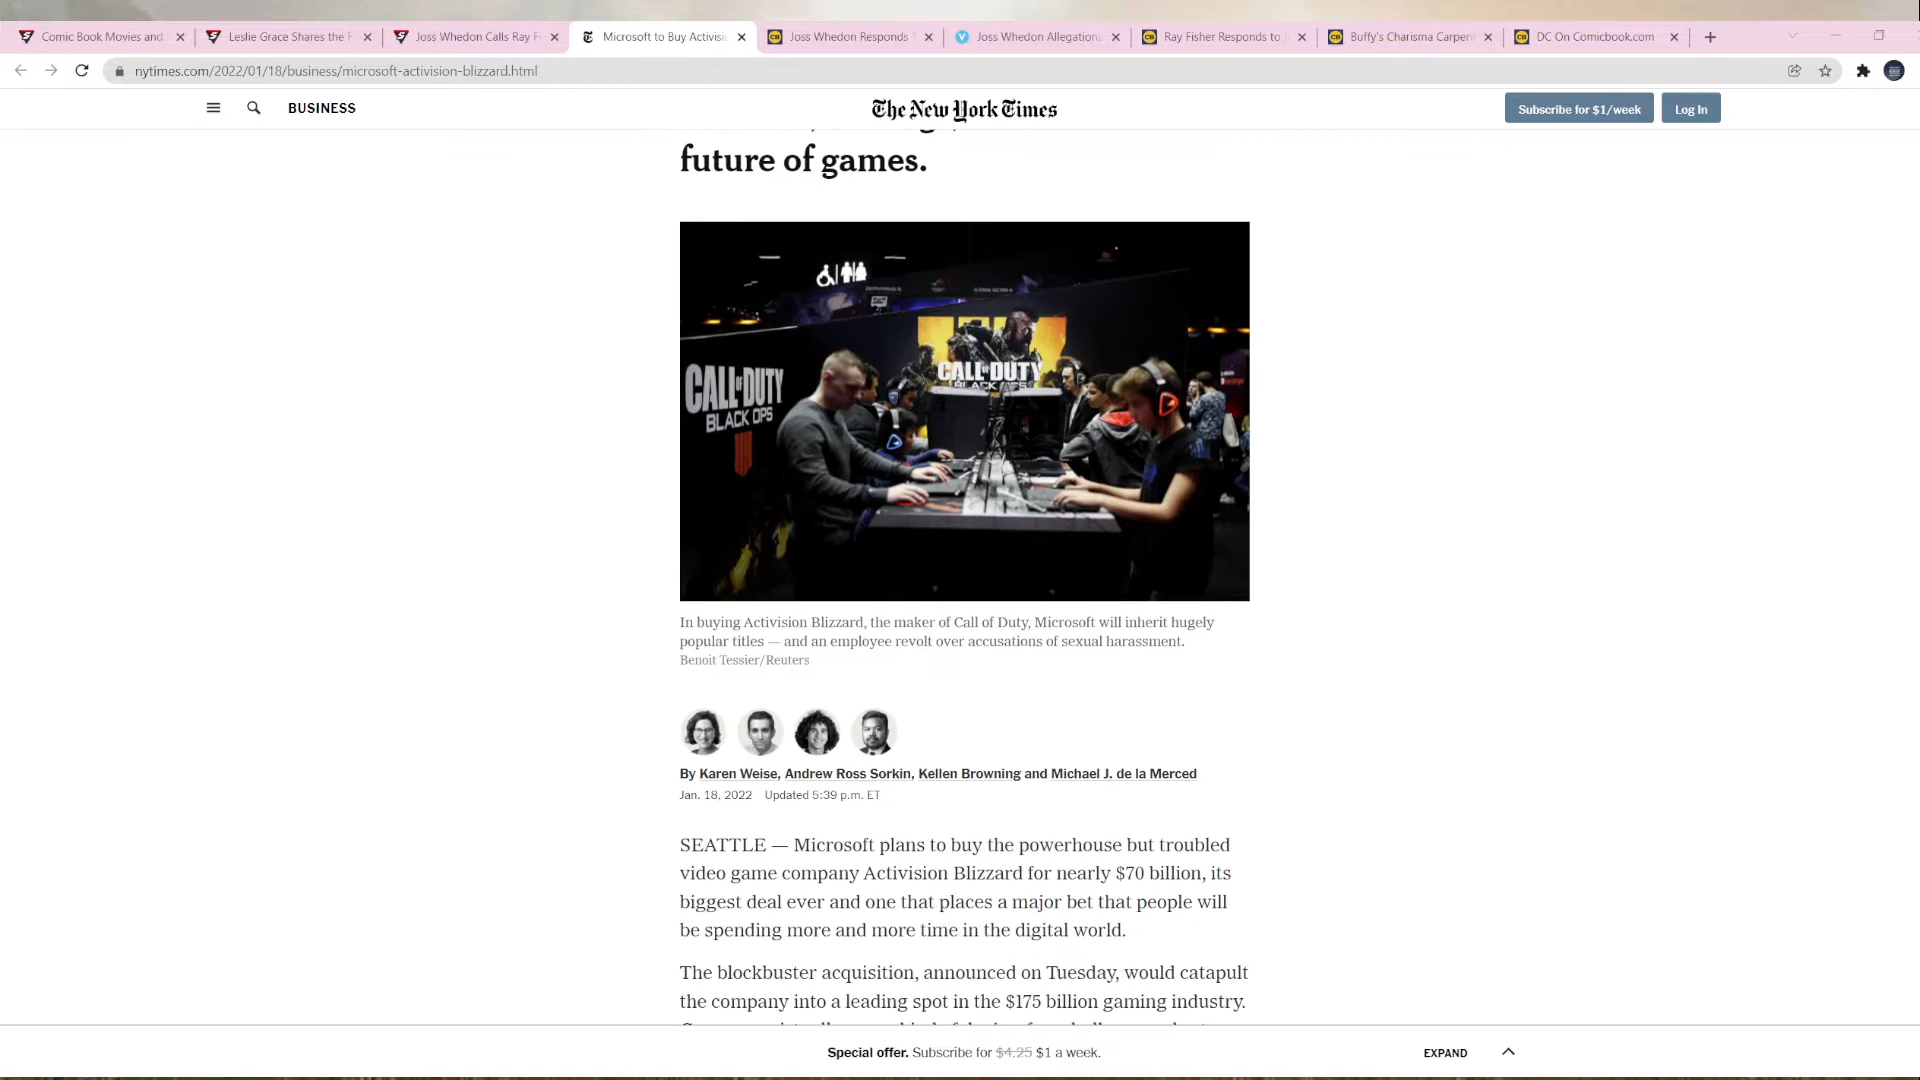 Comic Book Movies and
Leslie Grace Shares the F
Joss Whedon Calls Ray F
Microsoft to Buy Activisi
Joss Whedon Responds T
Joss Whedon Allegations
Ray Fisher Responds to J
Buffy's Charisma Carpen
DC On Comicbook.com
nytimes.com/2022/01/18/business/microsoft-activision-blizzard.html
BUSINESS
The New York Times
Subscribe for $1/week
Log In
future of games.
CALL OF DUTY
BLACK OPS
CALL OF DUTY
BLACK OPS
In buying Activision Blizzard, the maker of Call of Duty, Microsoft will inherit hugely
popular titles — and an employee revolt over accusations of sexual harassment.
Benoit Tessier/Reuters
By Karen Weise, Andrew Ross Sorkin, Kellen Browning and Michael J. de la Merced
Jan. 18, 2022 Updated 5:39 p.m. ET
SEATTLE — Microsoft plans to buy the powerhouse but troubled
video game company Activision Blizzard for nearly $70 billion, its
biggest deal ever and one that places a major bet that people will
be spending more and more time in the digital world.
The blockbuster acquisition, announced on Tuesday, would catapult
the company into a leading spot in the $175 billion gaming industry.
Special offer. Subscribe for $4.25 $1 a week.
EXPAND